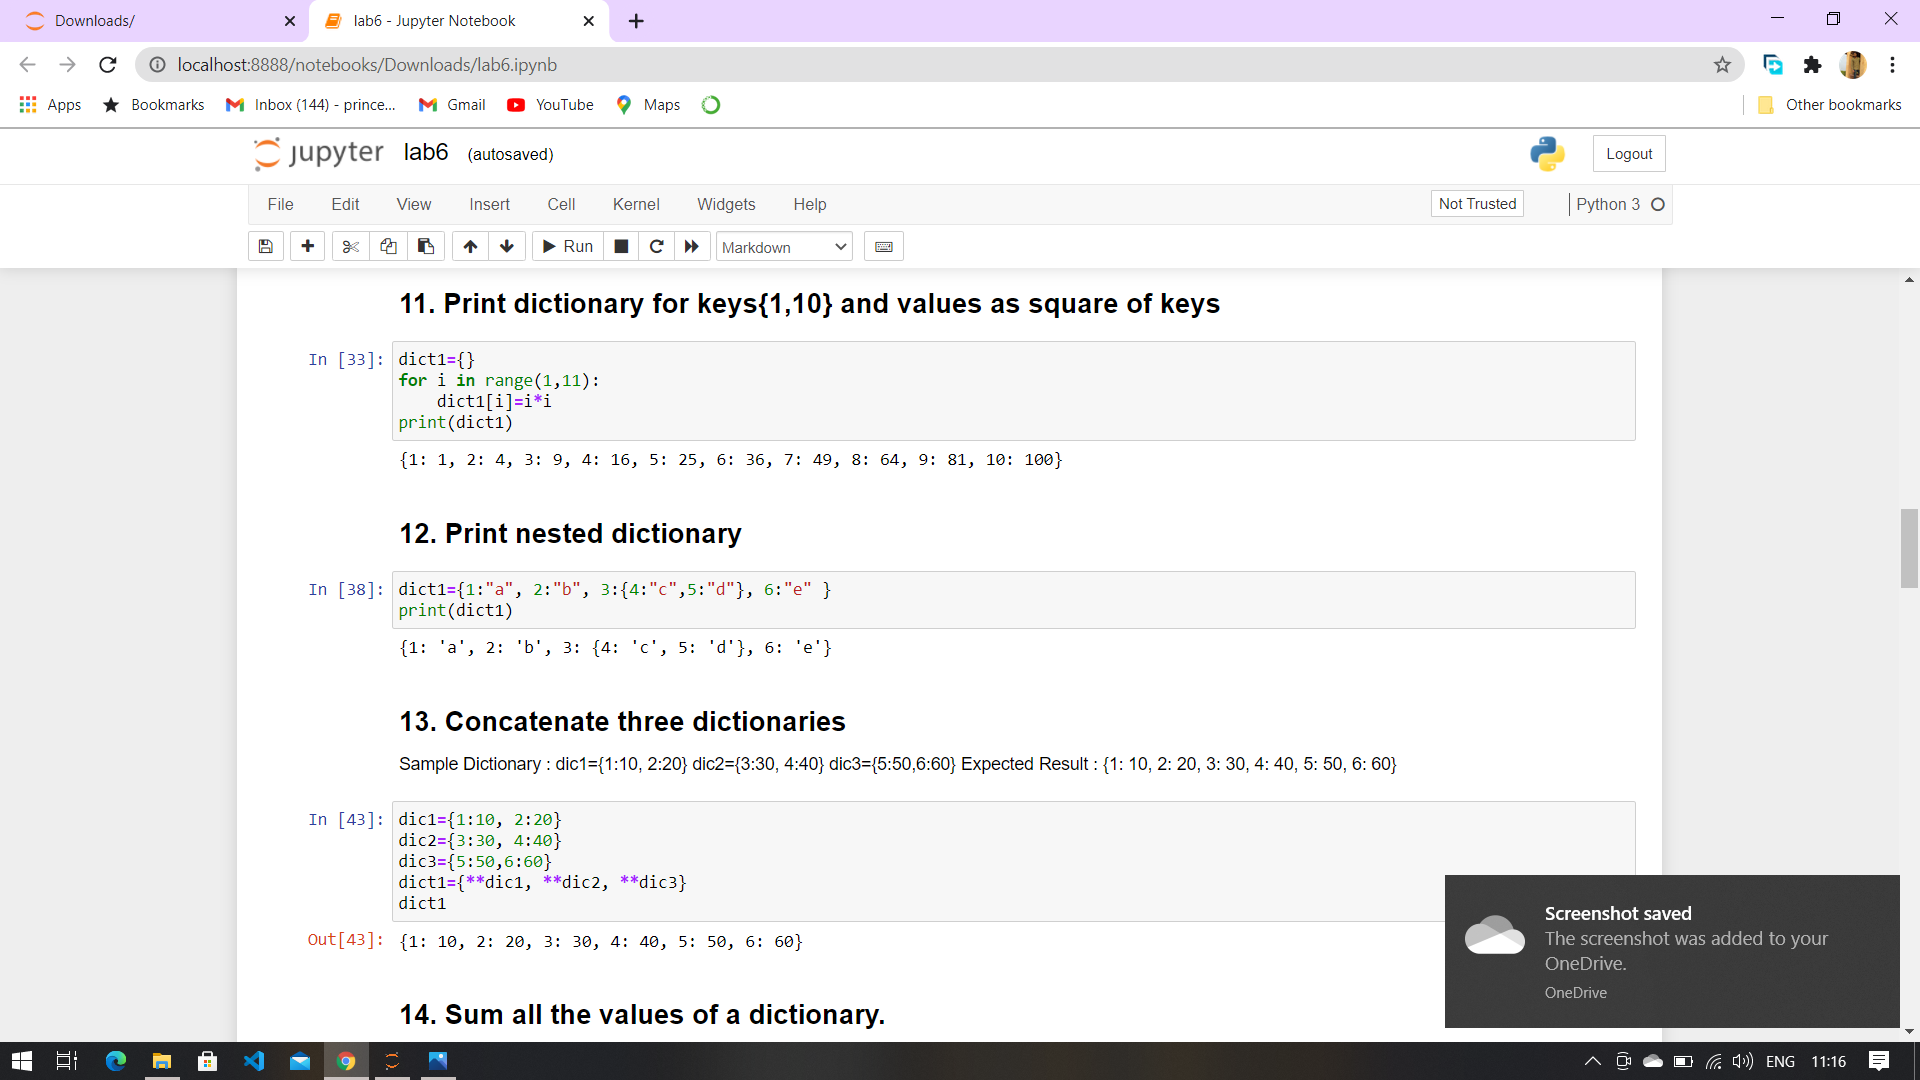 Downloads/
lab6 - Jupyter Notebook
localhost:8888/notebooks/Downloads/lab6.ipynb
Apps Bookmarks Inbox (144) - prince... Gmail YouTube Maps Other bookmarks
jupyter lab6 (autosaved) Logout
File Edit View Insert Cell Kernel Widgets Help Not Trusted Python 3
Run Markdown
11. Print dictionary for keys{1,10} and values as square of keys
In [33]: dict1={}
for i in range(1,11):
    dict1[i]=i*i
print(dict1)
{1: 1, 2: 4, 3: 9, 4: 16, 5: 25, 6: 36, 7: 49, 8: 64, 9: 81, 10: 100}
12. Print nested dictionary
In [38]: dict1={1:"a", 2:"b", 3:{4:"c",5:"d"}, 6:"e" }
print(dict1)
{1: 'a', 2: 'b', 3: {4: 'c', 5: 'd'}, 6: 'e'}
13. Concatenate three dictionaries
Sample Dictionary : dic1={1:10, 2:20} dic2={3:30, 4:40} dic3={5:50,6:60} Expected Result : {1: 10, 2: 20, 3: 30, 4: 40, 5: 50, 6: 60}
In [43]: dic1={1:10, 2:20}
dic2={3:30, 4:40}
dic3={5:50,6:60}
dict1={**dic1, **dic2, **dic3}
dict1
Out[43]: {1: 10, 2: 20, 3: 30, 4: 40, 5: 50, 6: 60}
14. Sum all the values of a dictionary.
Screenshot saved
The screenshot was added to your
OneDrive.
OneDrive
ENG 11:16